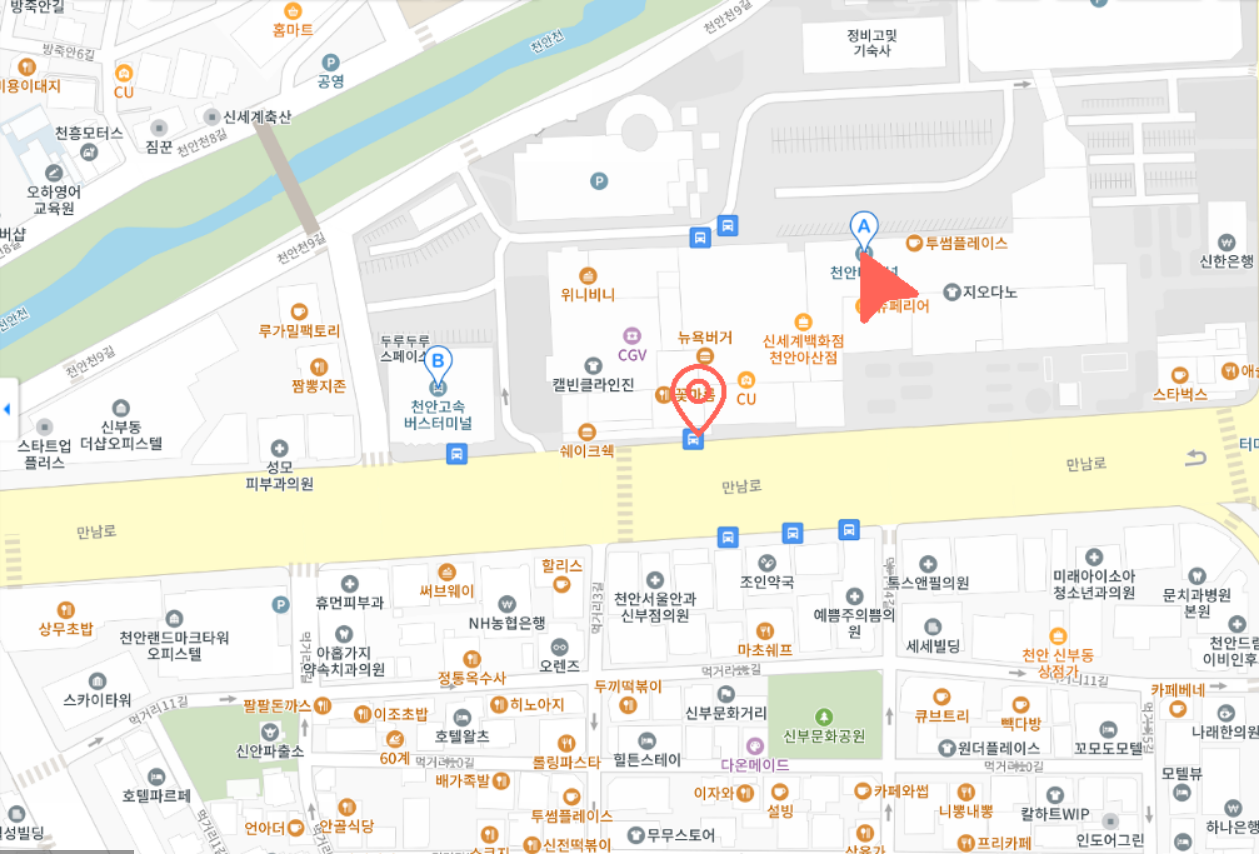 방죽안길
홈마트
천안천
천안천9길
정비고및
기숙사
방죽안6길
공영
CU
신세계축산
천흥모터스
짐꾼
천안천8길
오하영어
교육원
천안천9길
투썸플레이스
A
신한은행
위니비니
지오다노
천안천
루가밀팩토리
CGV
뉴욕버거
신세계백화점
천안아산점
두루두루
B
짬뽕지존
캘빈클라인진
CU
천안천9길
천안고속
버스터미널
스타벅스
신부동
더샵오피스텔
스타트업
플러스
쉐이크쉑
성모
피부과의원
만남로
만남로
만남로
할리스
조인약국
톡스앤필의원
미래아이소아
청소년과의원
써브웨이
휴먼피부과
천안서울안과
신부점의원
예쁨주의쁨의
원
문치과병원
본원
상무초밥
천안랜드마크타워
오피스텔
NH농협은행
마초쉐프
세세빌딩
아홉가지
약속치과의원
오렌즈
천안 신부동
상점가
정통옥수사
스카이타워
두끼떡볶이
카페베네
먹거리11길
팔팔돈까스
이조초밥
히노아지
신부문화거리
큐브트리
빽다방
나래한의원
신안파출소
호텔왈츠
신부문화공원
원더플레이스
꼬모도모텔
60계
롤링파스타
힐튼스테이
다온메이드
먹거리10길
먹거리10길
호텔파르페
배가족발
이자와
설빙
카페와썹
모텔뷰
투썸플레이스
니뽕내뽕
칼하트WIP
언아더
안골식당
무무스토어
하나은행
신전떡볶이
프리카페
인도어그린